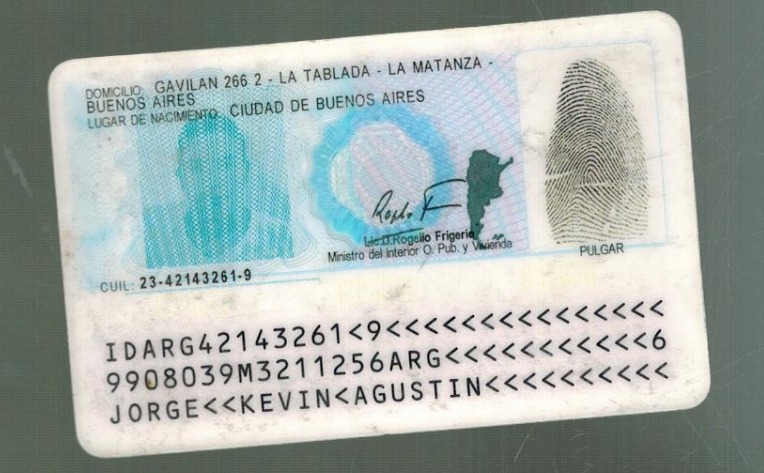 DOMICILIO: GAVILAN 266 2 - LA TABLADA - LA MATANZA -
BUENOS AIRES
LUGAR DE NACIMIENTO: CIUDAD DE BUENOS AIRES
Lic.D.Rogelio Frigerio
Ministro del Interior O. Pub. y Vivienda
PULGAR
CUIL: 23-42143261-9
IDARG42143261<9<<<<<<<<<<<<<<<
9908039M3211256ARG<<<<<<<<<<<6
JORGE<<KEVIN<AGUSTIN<<<<<<<<<<